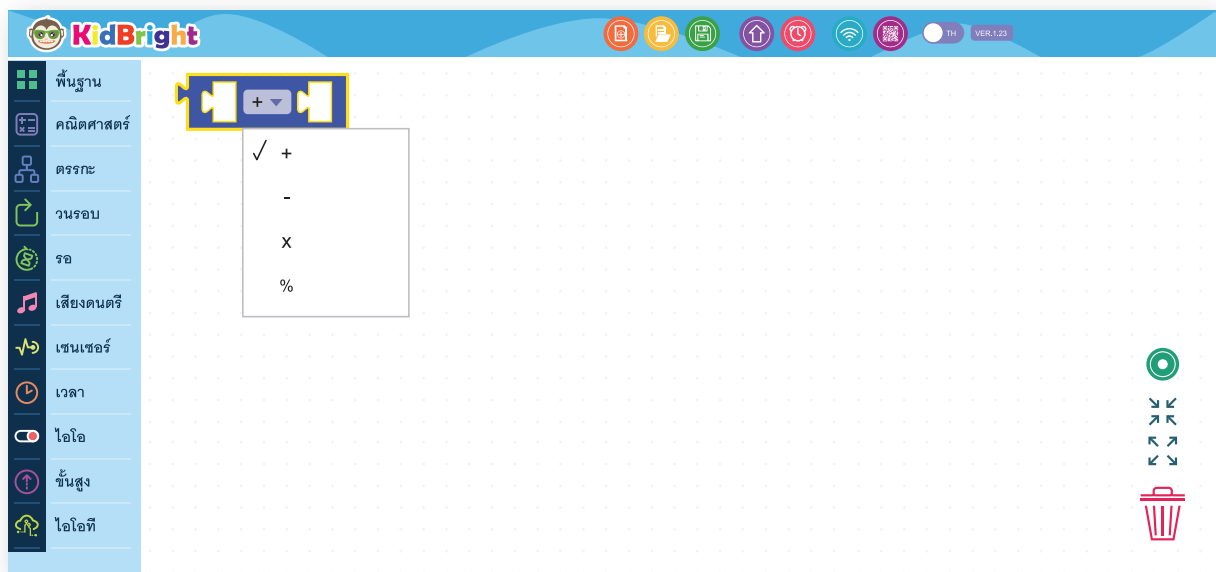 KidBright
TH
VER.1.23
พื้นฐาน
คณิตศาสตร์
ตรรกะ
วนรอบ
รอ
เสียงดนตรี
เซนเซอร์
เวลา
ไอโอ
ขั้นสูง
ไอโอที
+
✓ +
-
x
%